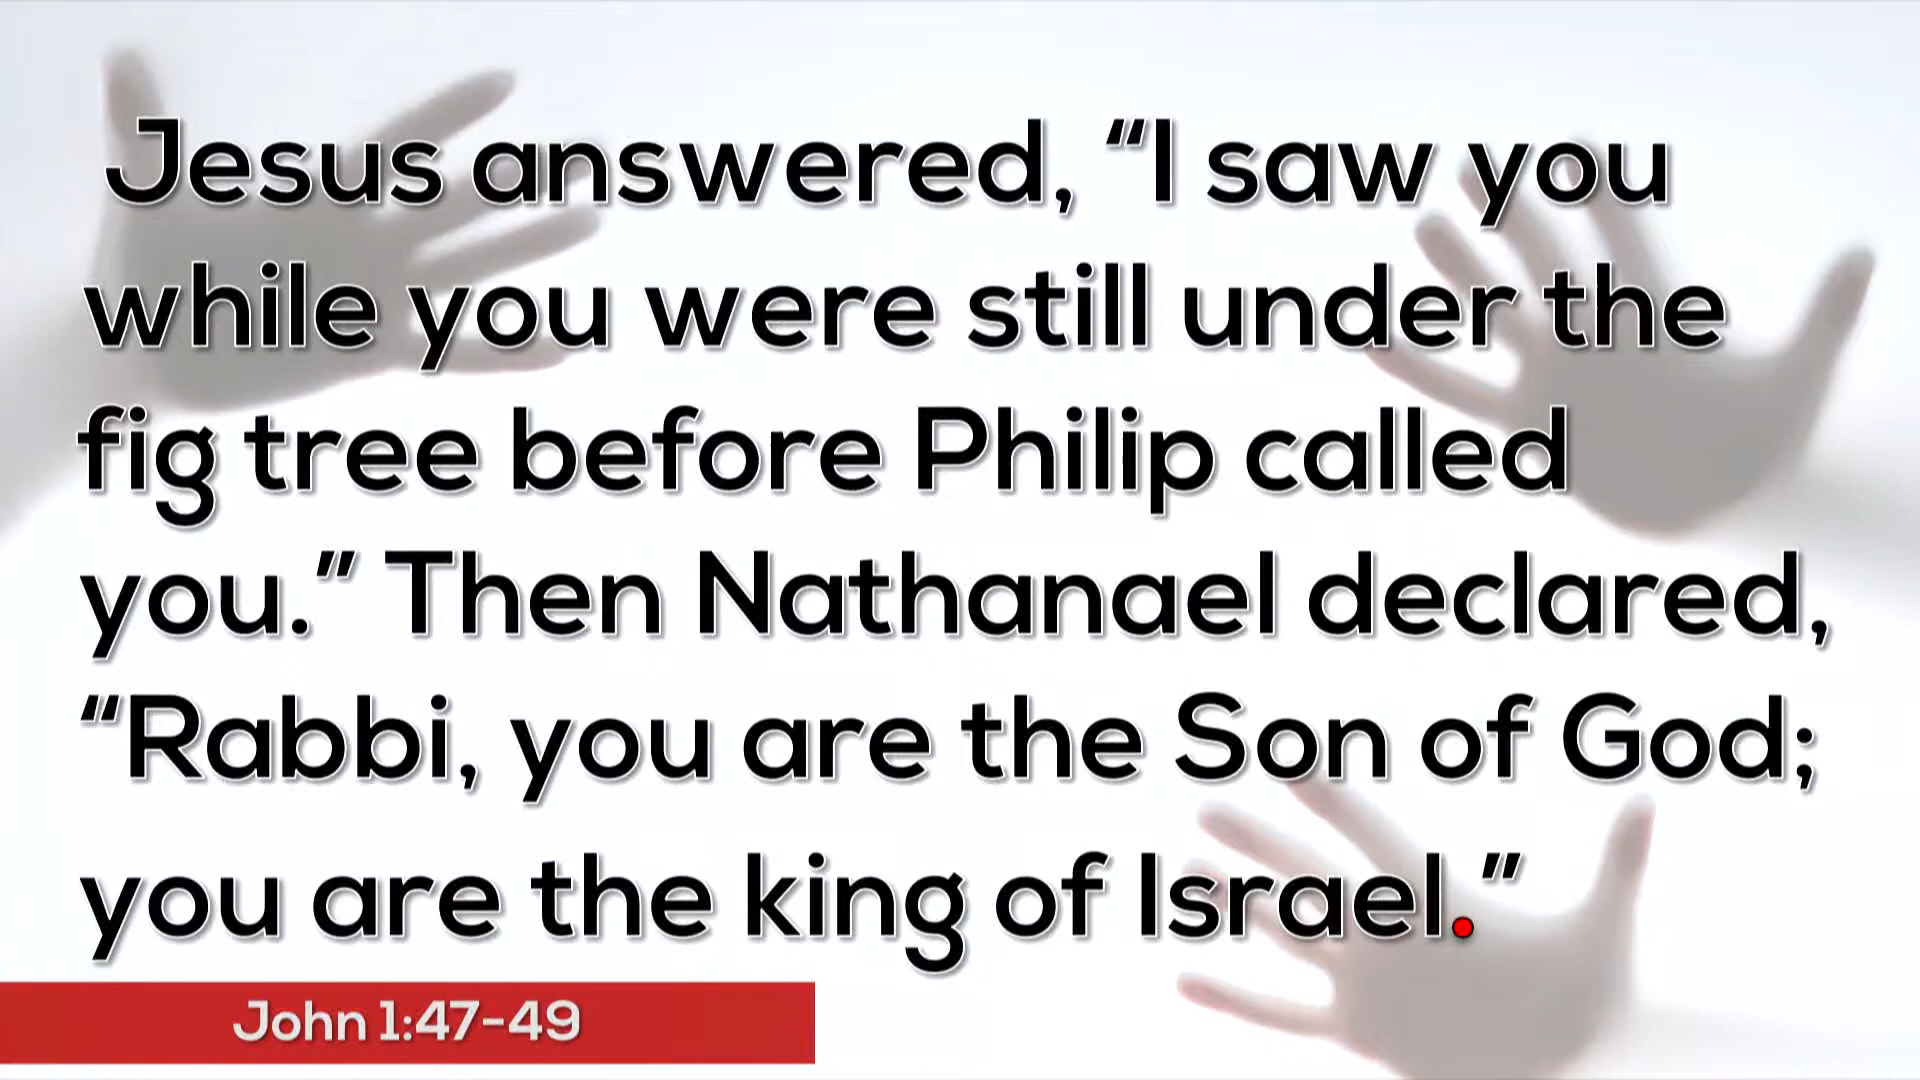 Jesus answered, “I saw you
while you were still under the
fig tree before Philip called
you.” Then Nathanael declared,
“Rabbi, you are the Son of God;
you are the king of Israel.”
John 1:47-49